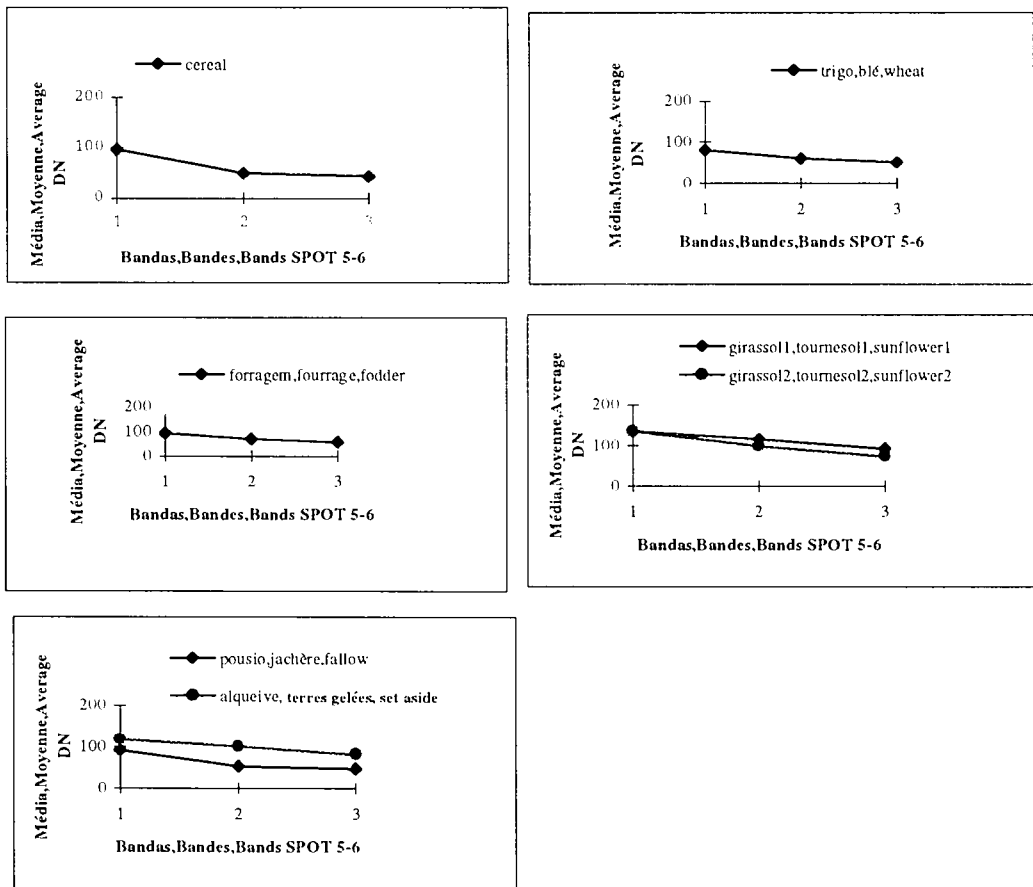 cereal
Média,Moyenne,Average
DN
200
100
0
1 2 3
Bandas,Bandes,Bands SPOT 5-6
trigo,blé,wheat
Média,Moyenne,Average
DN
200
100
0
1 2 3
Bandas,Bandes,Bands SPOT 5-6
forragem,fourrage,fodder
Média,Moyenne,Average
DN
200
100
0
1 2 3
Bandas,Bandes,Bands SPOT 5-6
girassol1,tournesol1,sunflower1
girassol2,tournesol2,sunflower2
Média,Moyenne,Average
DN
200
100
0
1 2 3
Bandas,Bandes,Bands SPOT 5-6
pousio,jachère,fallow
alqueive, terres gelées, set aside
Média,Moyenne,Average
DN
200
100
0
1 2 3
Bandas,Bandes,Bands SPOT 5-6